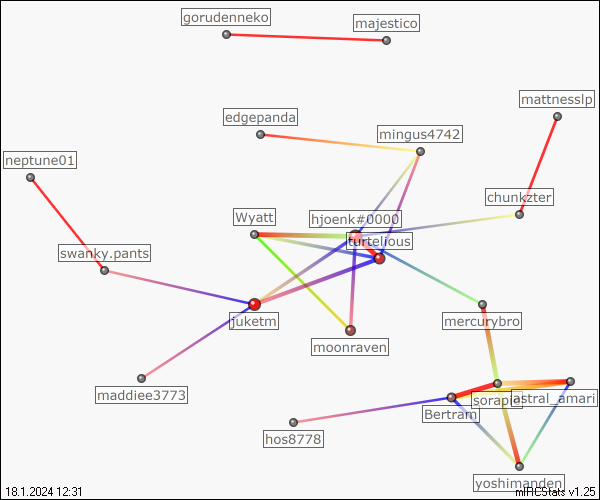 gorudenneko
majestico
mattnesslp
edgepanda
mingus4742
neptune01
chunkzter
Wyatt
hjoenk#0000
turtelious
swanky.pants
juketm
mercurybro
moonraven
maddiee3773
sorapia
astral_amari
Bertram
hos8778
yoshimanden
18.1.2024 12:31
mIRCStats v1.25